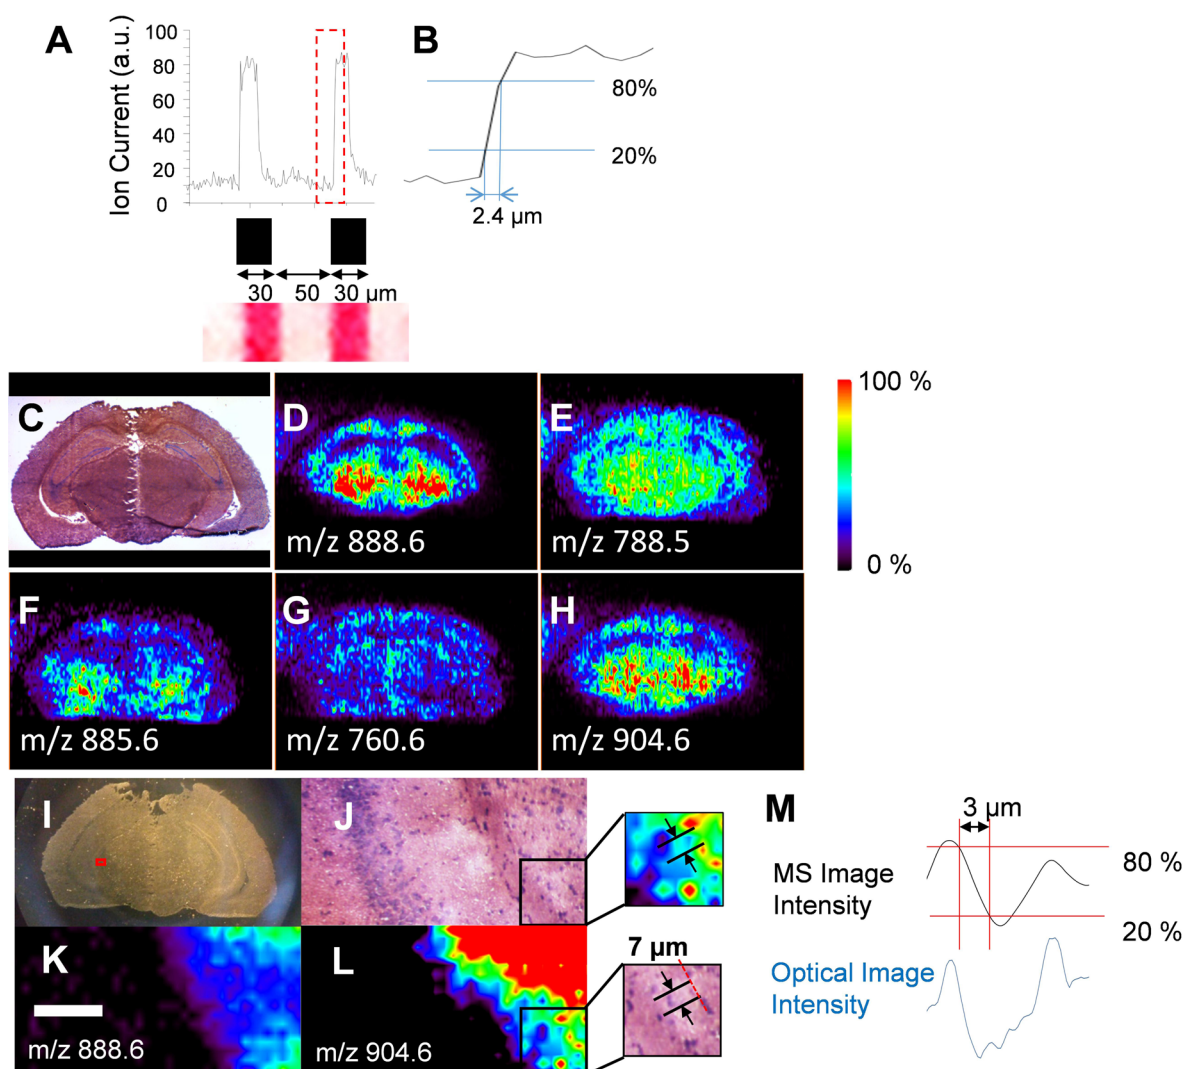 A
Ion Current (a.u.)
100
80
60
40
20
0
30 50 30 µm
B
80%
20%
2.4 µm
C
D
m/z 888.6
E
m/z 788.5
100 %
0 %
F
m/z 885.6
G
m/z 760.6
H
m/z 904.6
I
J
K
m/z 888.6
L
m/z 904.6
7 µm
M
3 µm
MS Image
Intensity
80 %
20 %
Optical Image
Intensity